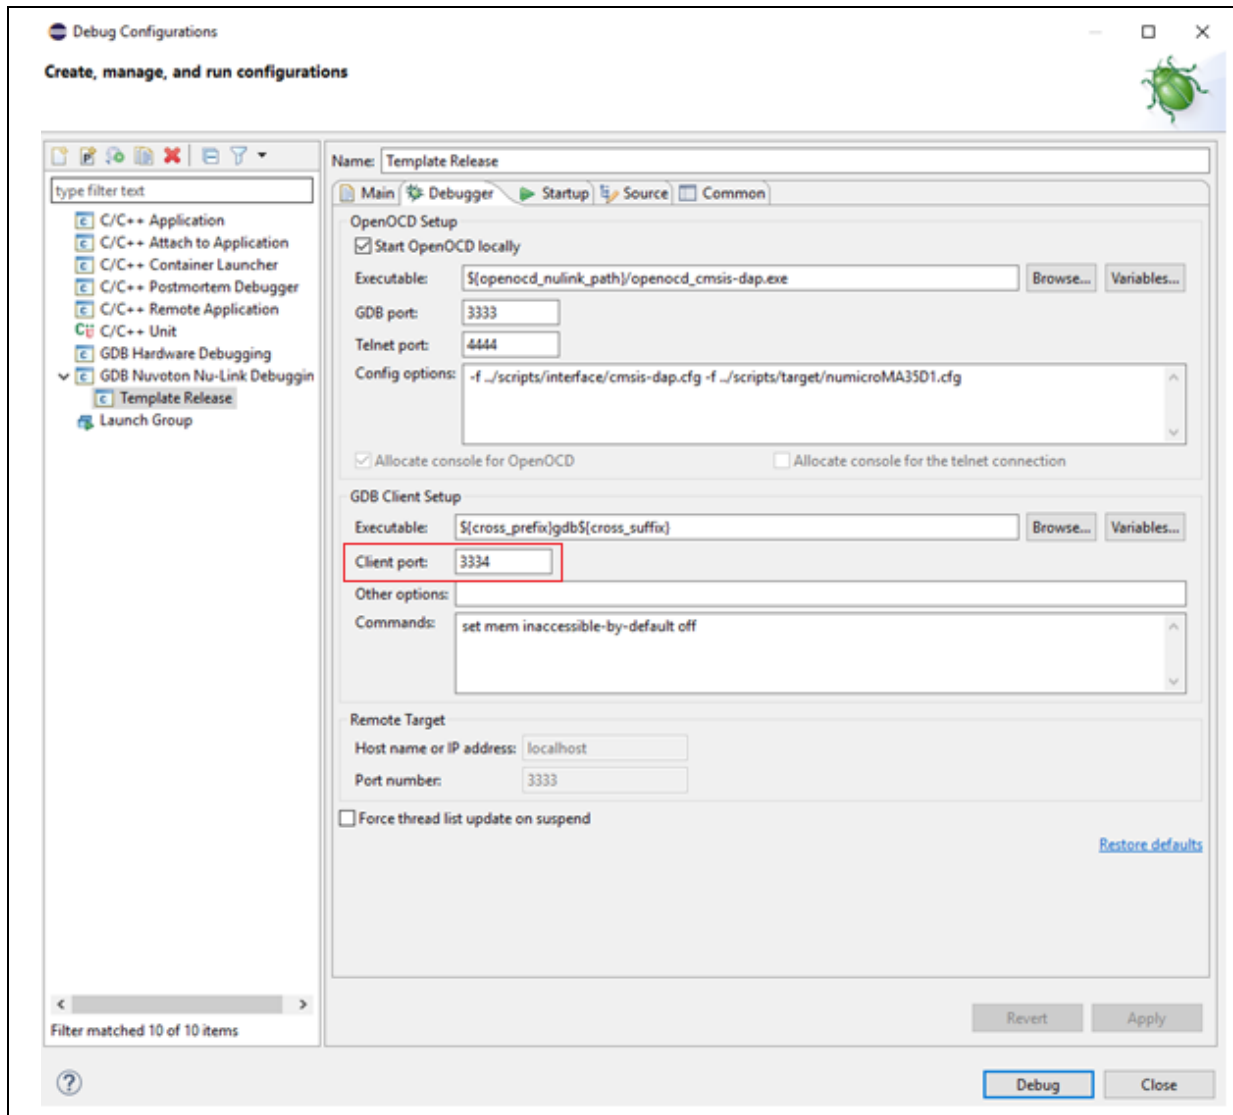 Debug Configurations
Create, manage, and run configurations
type filter text
C/C++ Application
C/C++ Attach to Application
C/C++ Container Launcher
C/C++ Postmortem Debugger
C/C++ Remote Application
C/C++ Unit
GDB Hardware Debugging
GDB Nuvoton Nu-Link Debuggin
Template Release
Launch Group
Filter matched 10 of 10 items
Name: Template Release
Main Debugger Startup Source Common
OpenOCD Setup
Start OpenOCD locally
Executable: ${openocd_nulink_path}/openocd_cmsis-dap.exe Browse... Variables...
GDB port: 3333
Telnet port: 4444
Config options: -f ../scripts/interface/cmsis-dap.cfg -f ../scripts/target/numicroMA35D1.cfg
Allocate console for OpenOCD Allocate console for the telnet connection
GDB Client Setup
Executable: ${cross_prefix}gdb${cross_suffix} Browse... Variables...
Client port: 3334
Other options:
Commands: set mem inaccessible-by-default off
Remote Target
Host name or IP address: localhost
Port number: 3333
Force thread list update on suspend
Restore defaults
Revert Apply
Debug Close